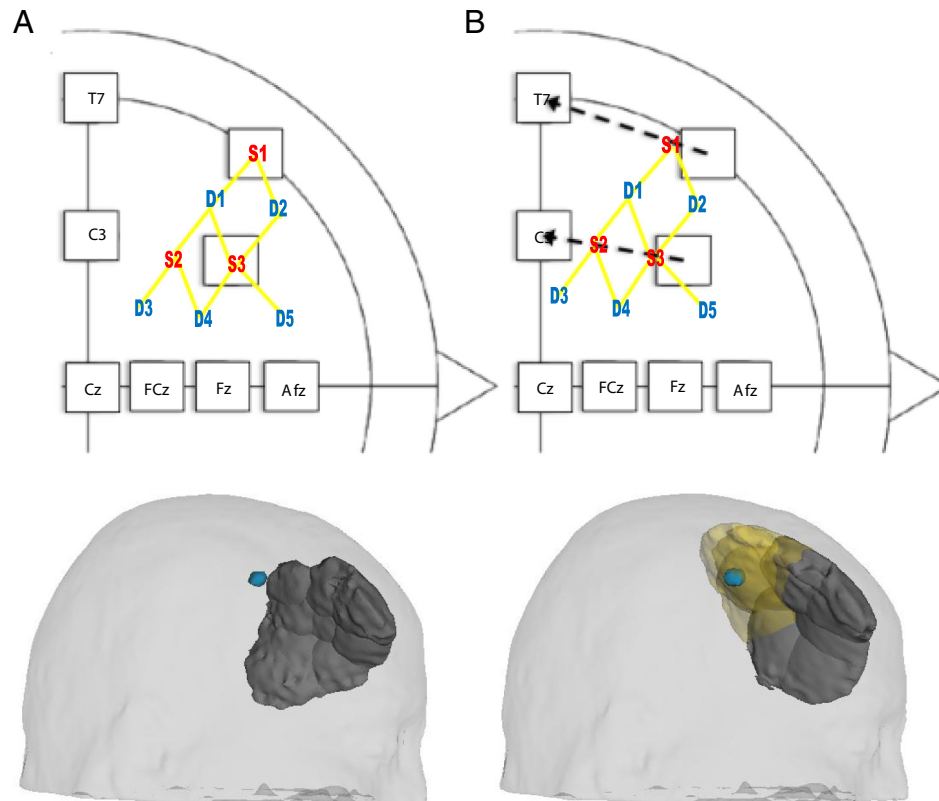 A
B
T7
S1
D1
D2
C3
S2
S3
D3
D4
D5
Cz
FCz
Fz
Afz
T7
S1
D1
D2
S2
S3
D3
D4
D5
Cz
FCz
Fz
Afz